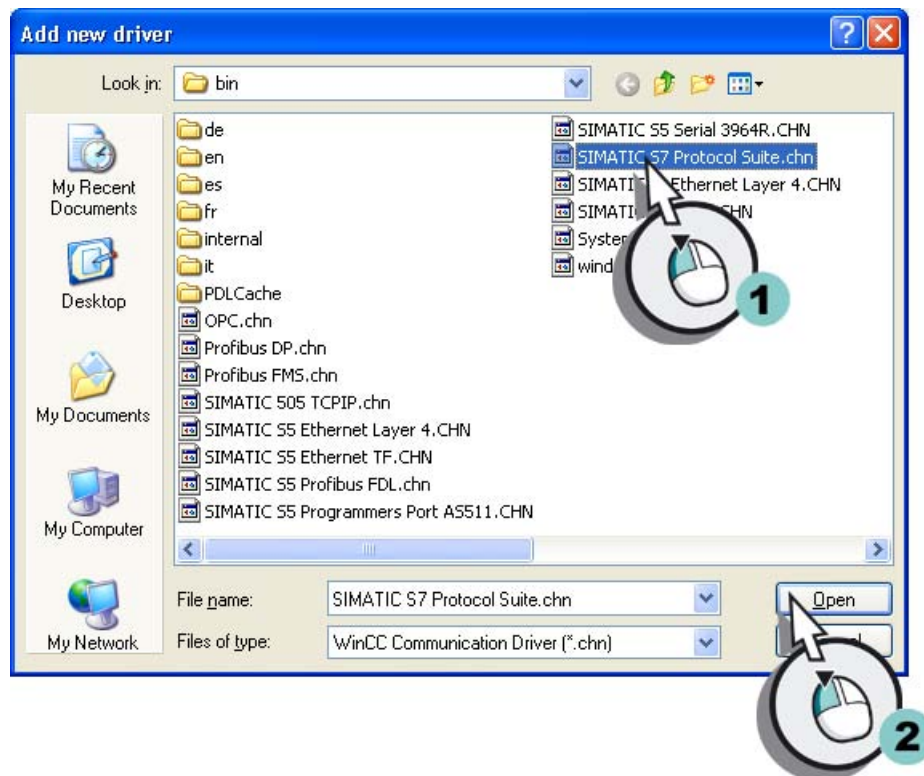 Add new driver
Look in:
bin
My Recent
Documents
Desktop
My Documents
My Computer
My Network
de
en
es
fr
internal
it
PDLCache
OPC.chn
Profibus DP.chn
Profibus FMS.chn
SIMATIC 505 TCPIP.chn
SIMATIC S5 Ethernet Layer 4.CHN
SIMATIC S5 Ethernet TF.CHN
SIMATIC S5 Profibus FDL.chn
SIMATIC S5 Programmers Port AS511.CHN
SIMATIC S5 Serial 3964R.CHN
SIMATIC S7 Protocol Suite.chn
Ethernet Layer 4.CHN
1
File name:
SIMATIC S7 Protocol Suite.chn
Open
Files of type:
WinCC Communication Driver (*.chn)
2